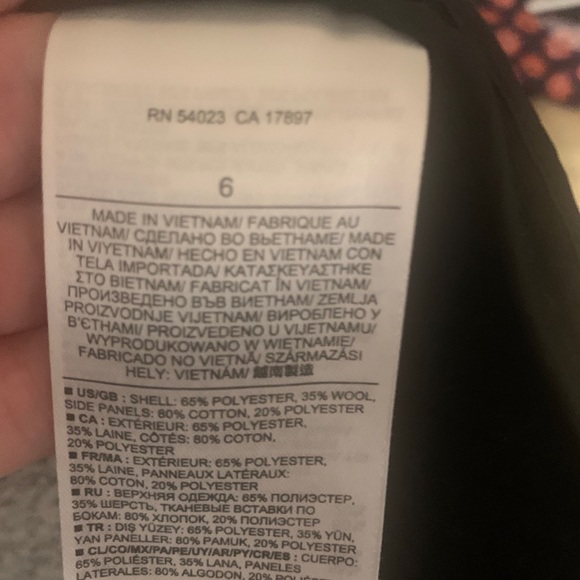 RN 54023 CA 17897
6
MADE IN VIETNAM/ FABRIQUE AU
VIETNAM/ СДЕЛАНО ВО ВЬЕТНАМЕ/ MADE
IN VIYETNAM/ HECHO EN VIETNAM CON
TELA IMPORTADA/ ΚΑΤΑΣΚΕΥΑΣΤΗΚΕ
ΣΤΟ ΒΙΕΤΝΑΜ/ FABRICAT ÎN VIETNAM/
ПРОИЗВЕДЕНО ВЪВ ВИЕТНАМ/ ZEMLJA
PROIZVODNJE VIJETNAM/ ВИРОБЛЕНО У
В'ЄТНАМІ/ PROIZVEDENO U VIJETNAMU/
WYPRODUKOWANO W WIETNAMIE/
FABRICADO NO VIETNÃ/ SZÁRMAZÁSI
HELY: VIETNÁM/ 越南製造
■ US/GB : SHELL: 65% POLYESTER, 35% WOOL,
SIDE PANELS: 80% COTTON, 20% POLYESTER
■ CA : EXTÉRIEUR: 65% POLYESTER,
35% LAINE, CÔTÉS: 80% COTON,
20% POLYESTER
■ FR/MA : EXTÉRIEUR: 65% POLYESTER,
35% LAINE, PANNEAUX LATÉRAUX:
80% COTON, 20% POLYESTER
■ RU : ВЕРХНЯЯ ОДЕЖДА: 65% ПОЛИЭСТЕР,
35% ШЕРСТЬ, ТКАНЕВЫЕ ВСТАВКИ ПО
БОКАМ: 80% ХЛОПОК, 20% ПОЛИЭСТЕР
■ TR : DIŞ YÜZEY: 65% POLYESTER, 35% YÜN,
YAN PANELLER: 80% PAMUK, 20% POLYESTER
■ CL/CO/MX/PA/PE/UY/AR/PY/CR/ES : CUERPO:
65% POLIÉSTER, 35% LANA, PANELES
LATERALES: 80% ALGODÓN, 20%